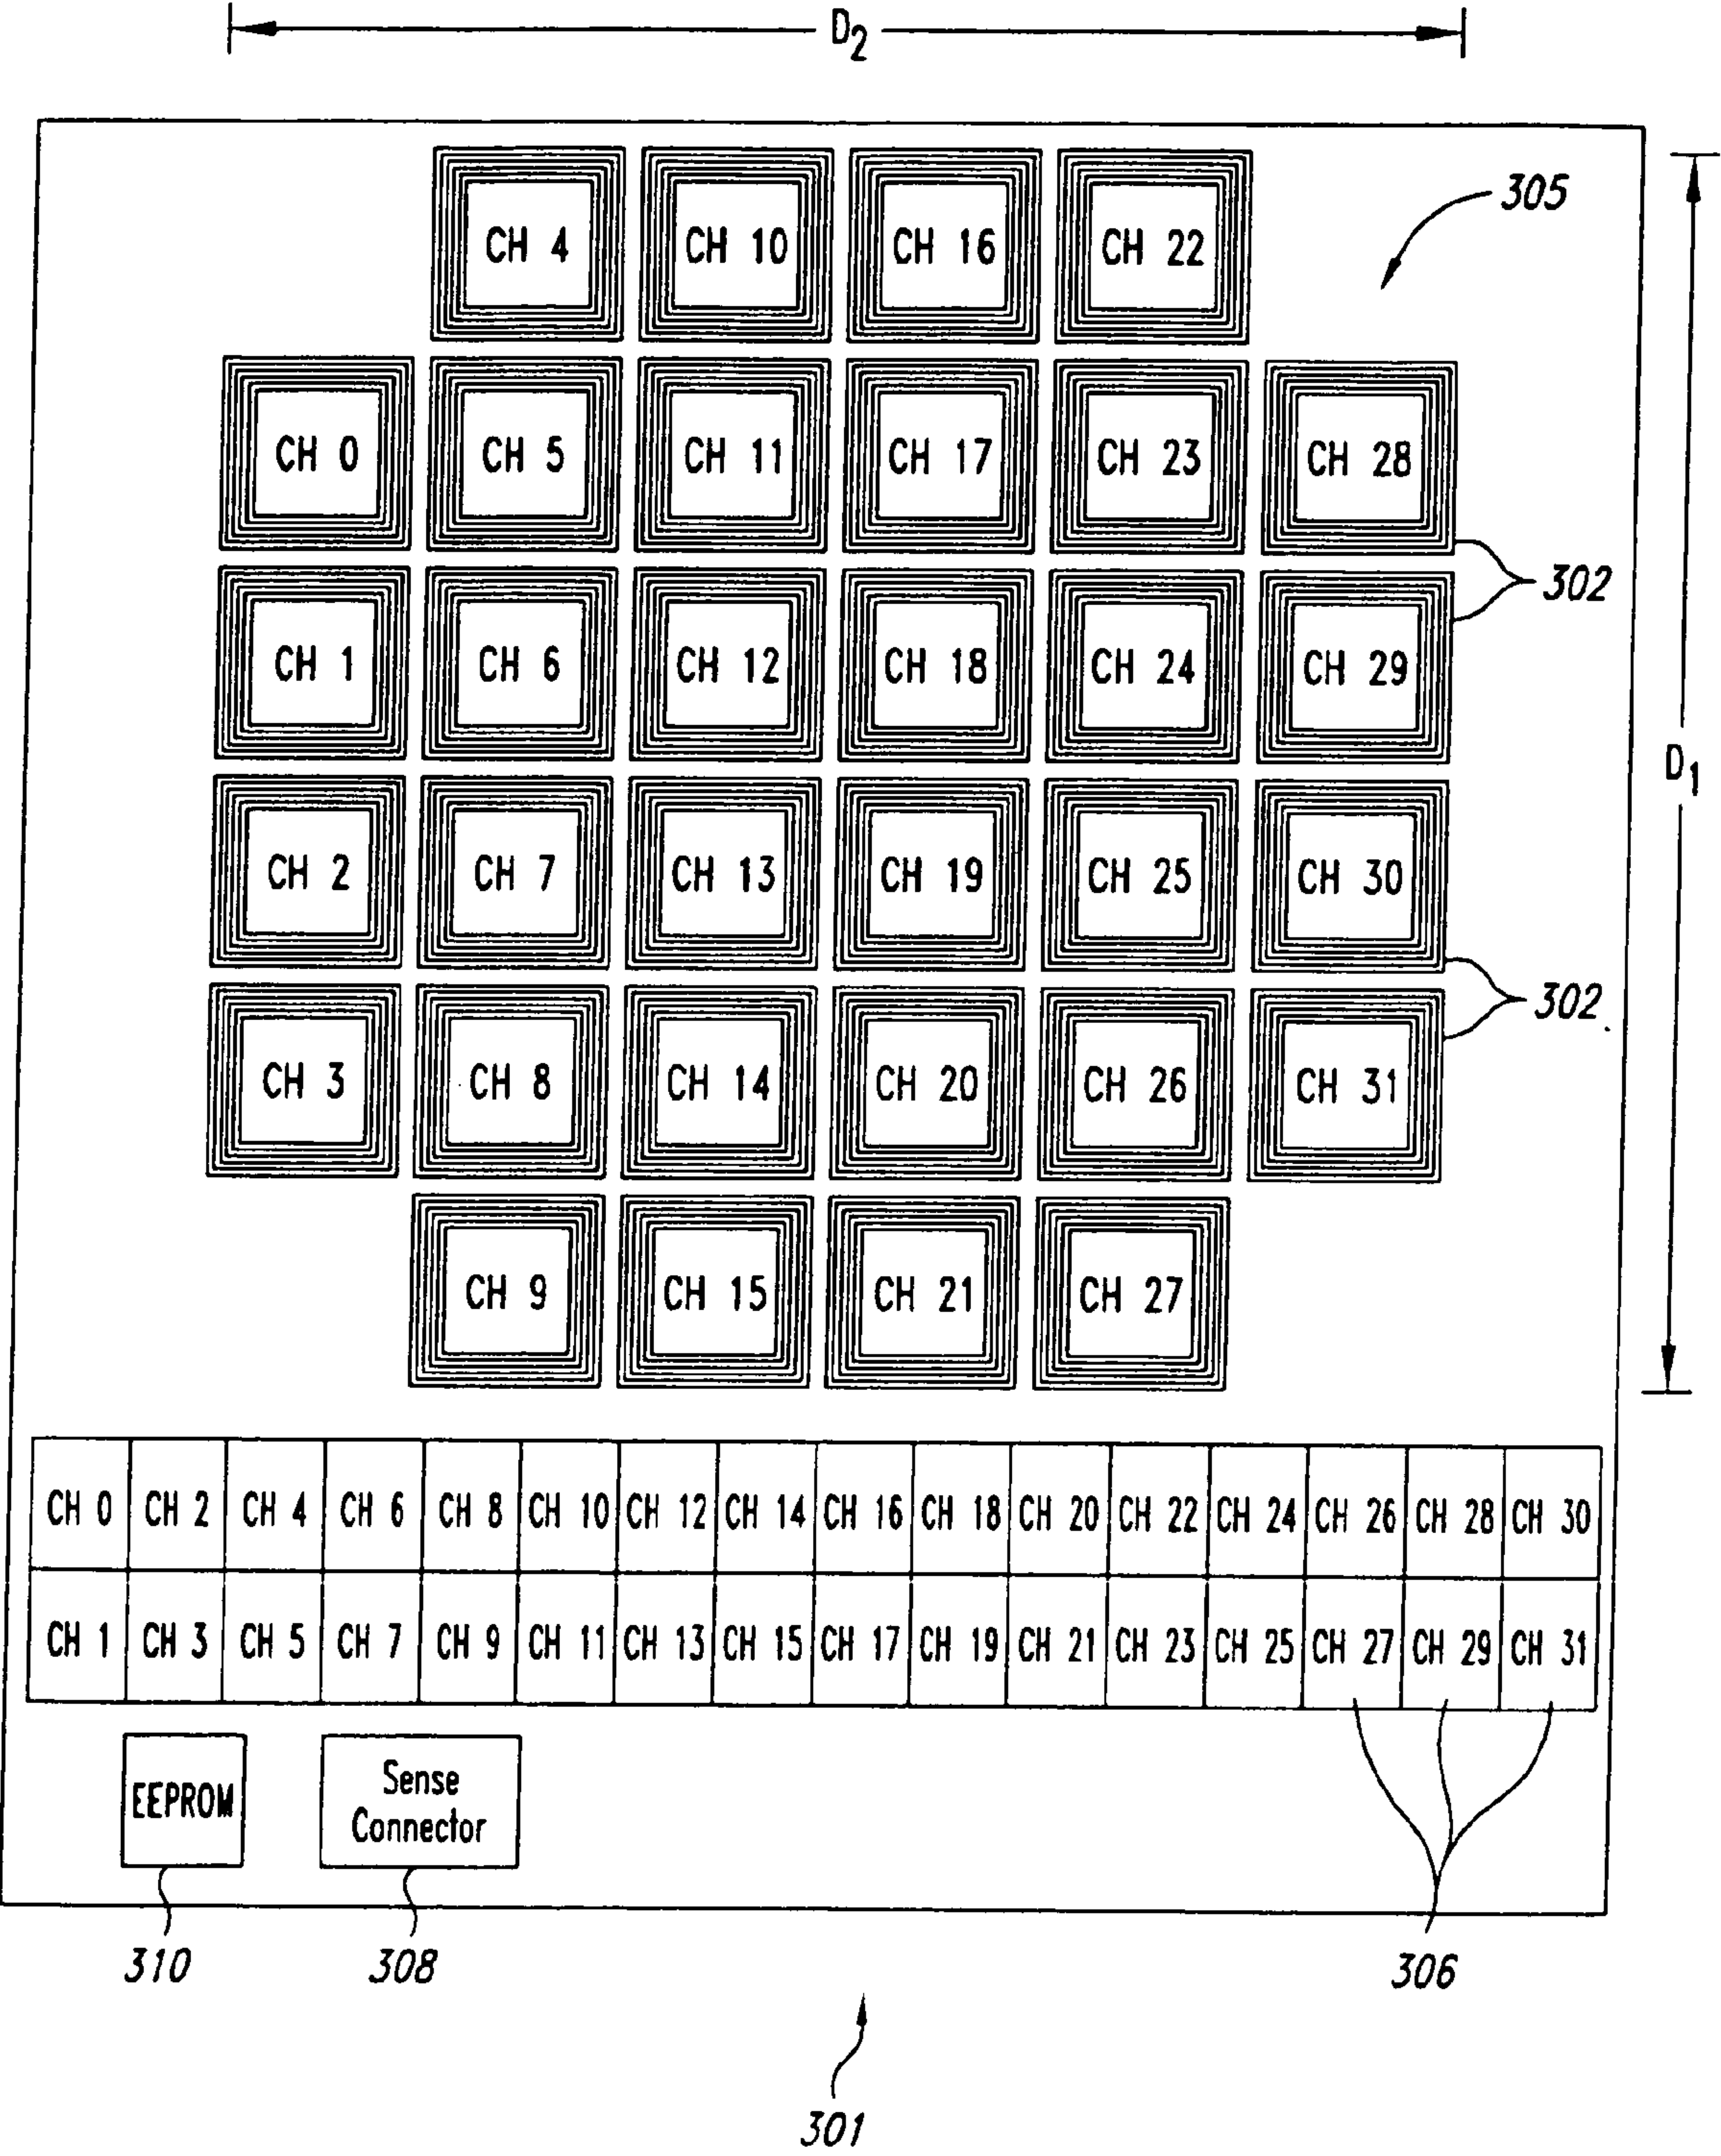 D2
CH 4 CH 10 CH 16 CH 22
305
CH 0 CH 5 CH 11 CH 17 CH 23 CH 28
302
CH 1 CH 6 CH 12 CH 18 CH 24 CH 29
D1
CH 2 CH 7 CH 13 CH 19 CH 25 CH 30
302
CH 3 CH 8 CH 14 CH 20 CH 26 CH 31
CH 9 CH 15 CH 21 CH 27
CH 0 CH 2 CH 4 CH 6 CH 8 CH 10 CH 12 CH 14 CH 16 CH 18 CH 20 CH 22 CH 24 CH 26 CH 28 CH 30
CH 1 CH 3 CH 5 CH 7 CH 9 CH 11 CH 13 CH 15 CH 17 CH 19 CH 21 CH 23 CH 25 CH 27 CH 29 CH 31
EEPROM
Sense
Connector
310
308
306
301